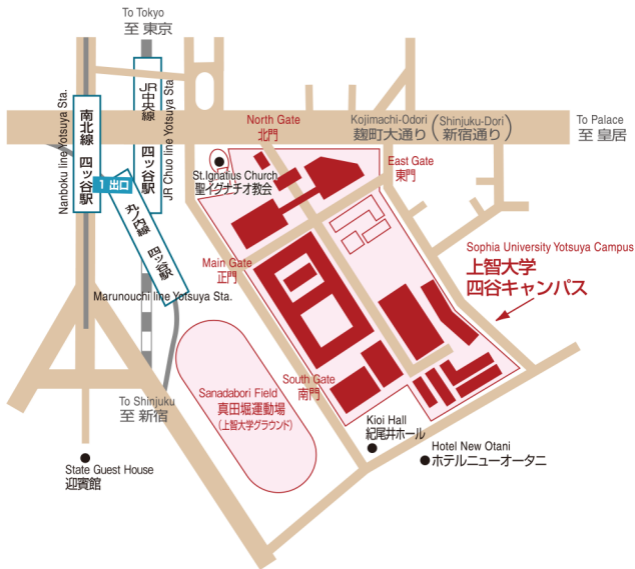 To Tokyo
至 東京
Nanboku line Yotsuya Sta.
南北線 四ッ谷駅
JR中央線 四ッ谷駅
JR Chuo line Yotsuya Sta
1 出口
丸ノ内線 四ッ谷駅
Marunouchi line Yotsuya Sta.
North Gate
北門
Kojimachi-Odori (Shinjuku-Dori)
麹町大通り(新宿通り)
To Palace
至 皇居
St.Ignatius Church
聖イグナチオ教会
East Gate
東門
Sophia University Yotsuya Campus
上智大学
四谷キャンパス
Main Gate
正門
South Gate
南門
Sanadabori Field
真田堀運動場
(上智大学グラウンド)
To Shinjuku
至 新宿
Kioi Hall
紀尾井ホール
Hotel New Otani
ホテルニューオータニ
State Guest House
迎賓館